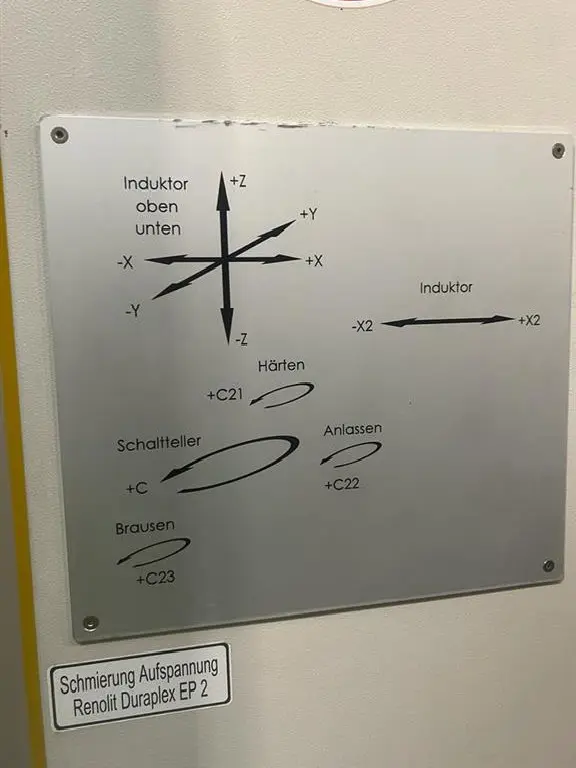 Induktor
oben
unten
+Z
+Y
-X
+X
-Y
-Z
Induktor
-X2
+X2
Härten
+C21
Schaltteller
+C
Anlassen
+C22
Brausen
+C23
Schmierung Aufspannung
Renolit Duraplex EP 2